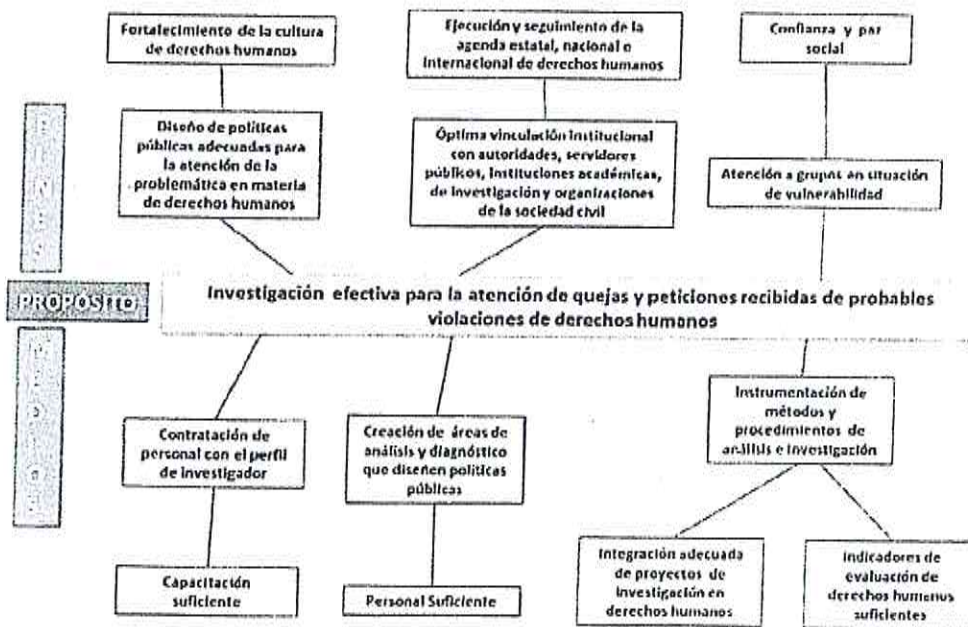 Fortalecimiento de la cultura
de derechos humanos
Ejecución y seguimiento de la
agenda estatal, nacional e
internacional de derechos humanos
Confianza y par
social
Diseño de políticas
públicas adecuadas para
la atención de la
problemática en materia
de derechos humanos
Óptima vinculación institucional
con autoridades, servidores
públicos, instituciones académicas,
de investigación y organizaciones
de la sociedad civil
Atención a grupos en situación
de vulnerabilidad
PROPÓSITO
Investigación efectiva para la atención de quejas y peticiones recibidas de probables
violaciones de derechos humanos
Contratación de
personal con el perfil
de investigador
Creación de áreas de
análisis y diagnóstico
que diseñen políticas
públicas
Instrumentación de
métodos y
procedimientos de
análisis e investigación
Capacitación
suficiente
Personal Suficiente
Integración adecuada
de proyectos de
investigación en
derechos humanos
Indicadores de
evaluación de
derechos humanos
suficientes